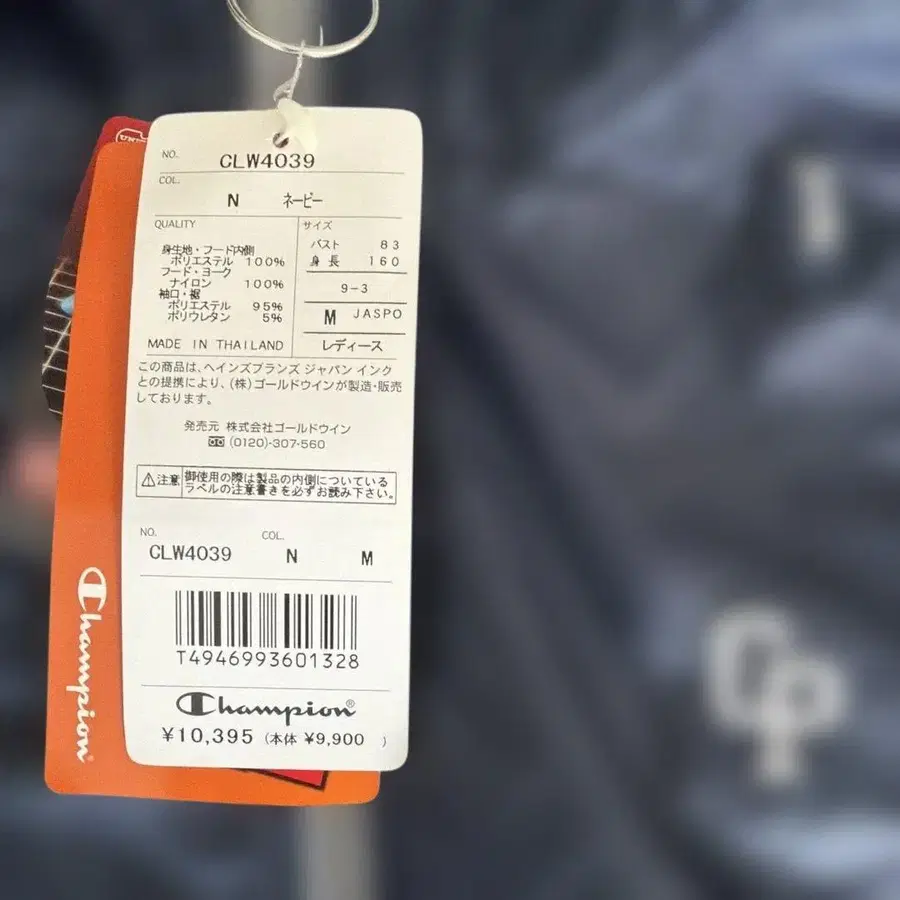 NO. CLW4039
COL.
N ネービー
QUALITY
身生地・フード内側
ポリエステル 100%
フード・ヨーク
ナイロン 100%
袖口・裾
ポリエステル 95%
ポリウレタン 5%
MADE IN THAILAND
サイズ
バスト 83
身長 160
9-3
M JASPO
レディース
この商品は、ヘインズブランズ ジャパン インク
との提携により、(株)ゴールドウインが製造・販売
しております。
発売元 株式会社ゴールドウイン
(0120)-307-560
注意 御使用の際は製品の内側についている
ラベルの注意書きを必ずお読み下さい。
NO. COL.
CLW4039 N M
T4946993601328
Champion®
¥10,395 (本体 ¥9,900 )
Champion®
CP